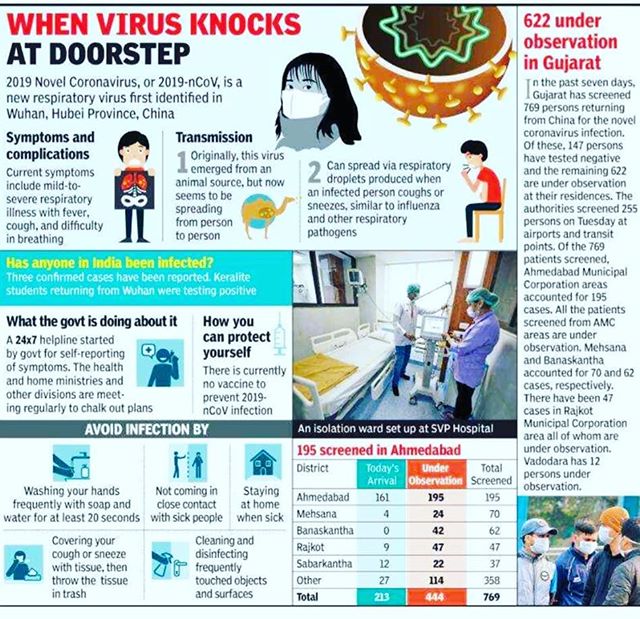 WHEN VIRUS KNOCKS
AT DOORSTEP
2019 Novel Coronavirus, or 2019-nCoV, is a
new respiratory virus first identified in
Wuhan, Hubei Province, China
Symptoms and
complications
Current symptoms
include mild-to-
severe respiratory
illness with fever,
cough, and difficulty
in breathing
Transmission
1 Originally, this virus
emerged from an
animal source, but now
seems to be
spreading
from person
to person
2 Can spread via respiratory
droplets produced when
an infected person coughs or
sneezes, similar to influenza
and other respiratory
pathogens
Has anyone in India been infected?
Three confirmed cases have been reported. Keralite
students returning from Wuhan were testing positive
What the govt is doing about it
A 24x7 helpline started
by govt for self-reporting
of symptoms. The health
and home ministries and
other divisions are meet-
ing regularly to chalk out plans
How you
can protect
yourself
There is currently
no vaccine to
prevent 2019-
nCoV infection
An isolation ward set up at SVP Hospital
AVOID INFECTION BY
Washing your hands
frequently with soap and
water for at least 20 seconds
Not coming in
close contact
with sick people
Staying
at home
when sick
Covering your
cough or sneeze
with tissue, then
throw the tissue
in trash
Cleaning and
disinfecting
frequently
touched objects
and surfaces
195 screened in Ahmedabad
District Today's Arrival Under Observation Total Screened
Ahmedabad 161 195 195
Mehsana 4 24 70
Banaskantha 0 42 62
Rajkot 9 47 47
Sabarkantha 12 22 37
Other 27 114 358
Total 213 444 769
622 under
observation
in Gujarat
In the past seven days,
Gujarat has screened
769 persons returning
from China for the novel
coronavirus infection.
Of these, 147 persons
have tested negative
and the remaining 622
are under observation
at their residences. The
authorities screened 255
persons on Tuesday at
airports and transit
points. Of the 769
patients screened,
Ahmedabad Municipal
Corporation areas
accounted for 195
cases. All the patients
screened from AMC
areas are under
observation. Mehsana
and Banaskantha
accounted for 70 and 62
cases, respectively.
There have been 47
cases in Rajkot
Municipal Corporation
area all of whom are
under observation.
Vadodara has 12
persons under
observation.